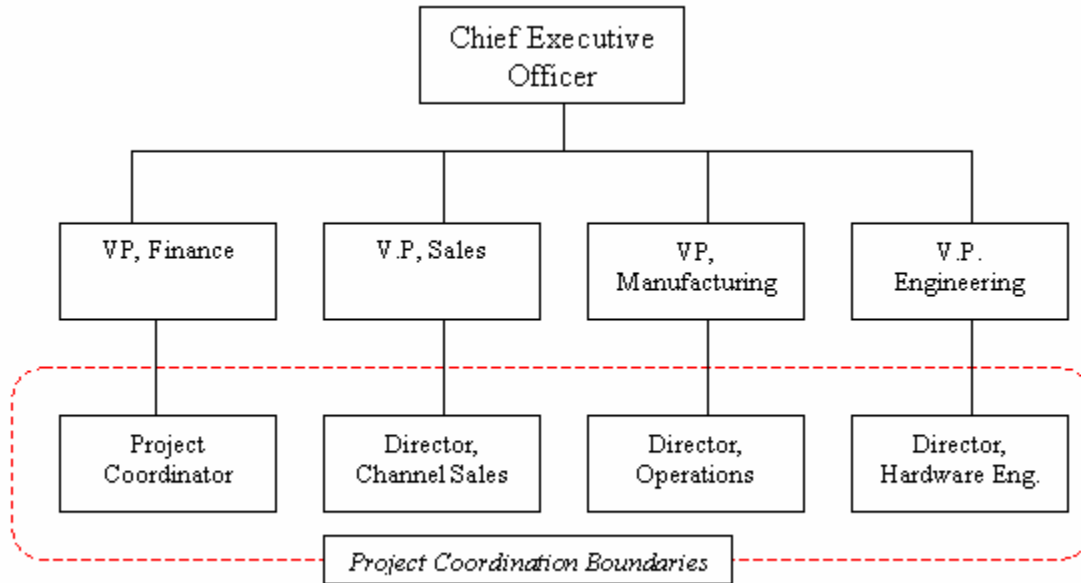 Chief Executive
Officer
VP, Finance
V.P, Sales
VP,
Manufacturing
V.P.
Engineering
Project
Coordinator
Director,
Channel Sales
Director,
Operations
Director,
Hardware Eng.
Project Coordination Boundaries